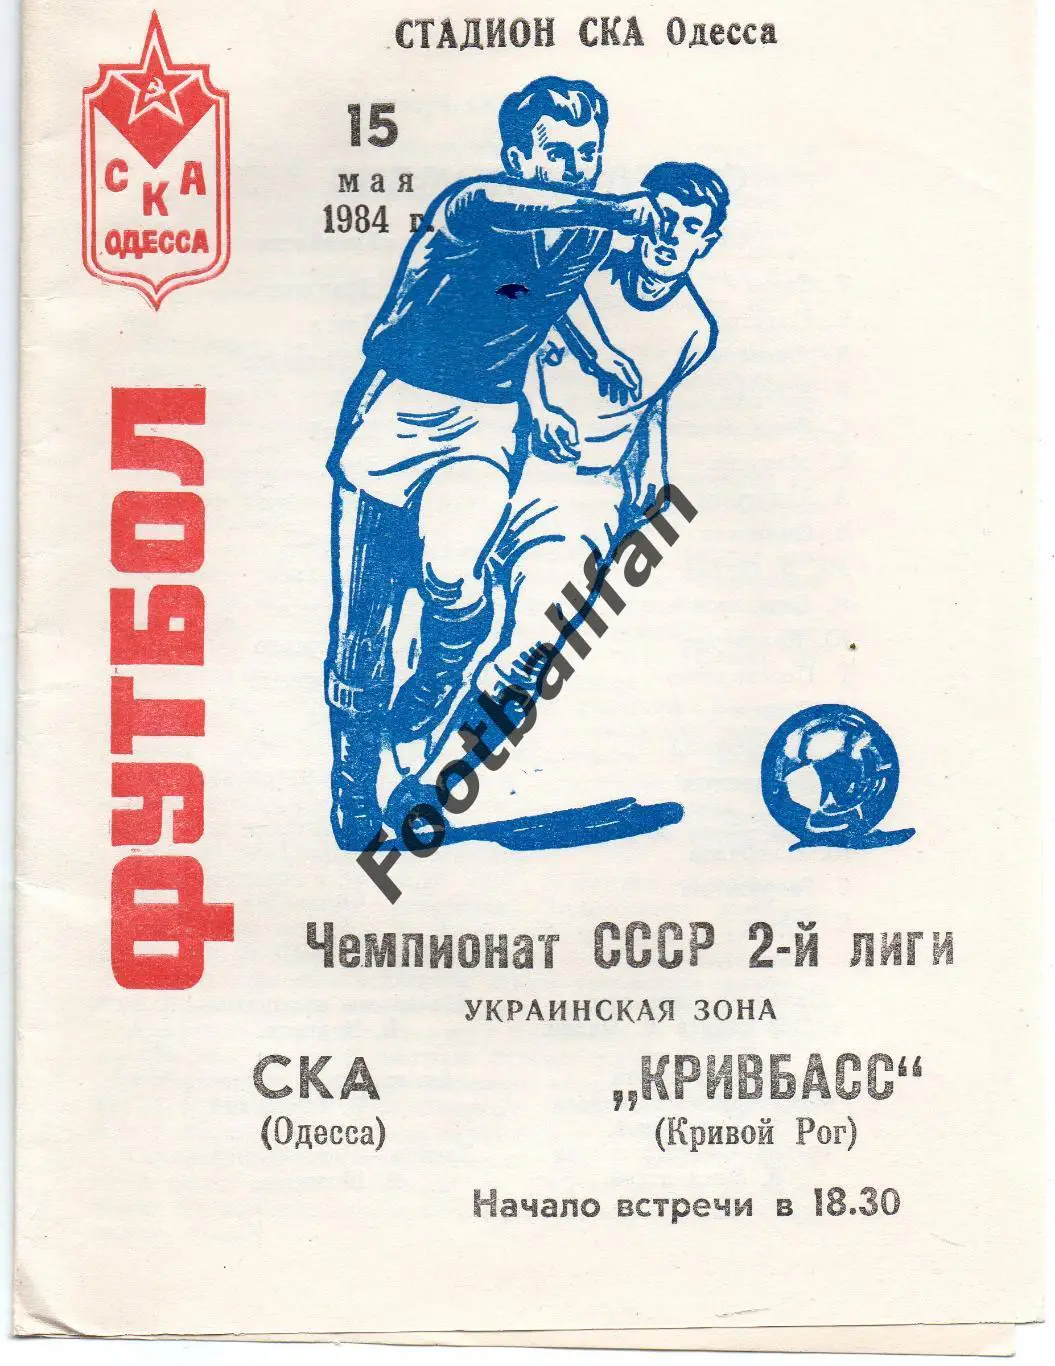 СТАДИОН СКА Одесса
15
мая
1984 г.
СКА
ОДЕССА
ФУТБОЛ
Footballfan
Чемпионат СССР 2-й лиги
УКРАИНСКАЯ ЗОНА
СКА
(Одесса)
„КРИВБАСС“
(Кривой Рог)
Начало встречи в 18.30